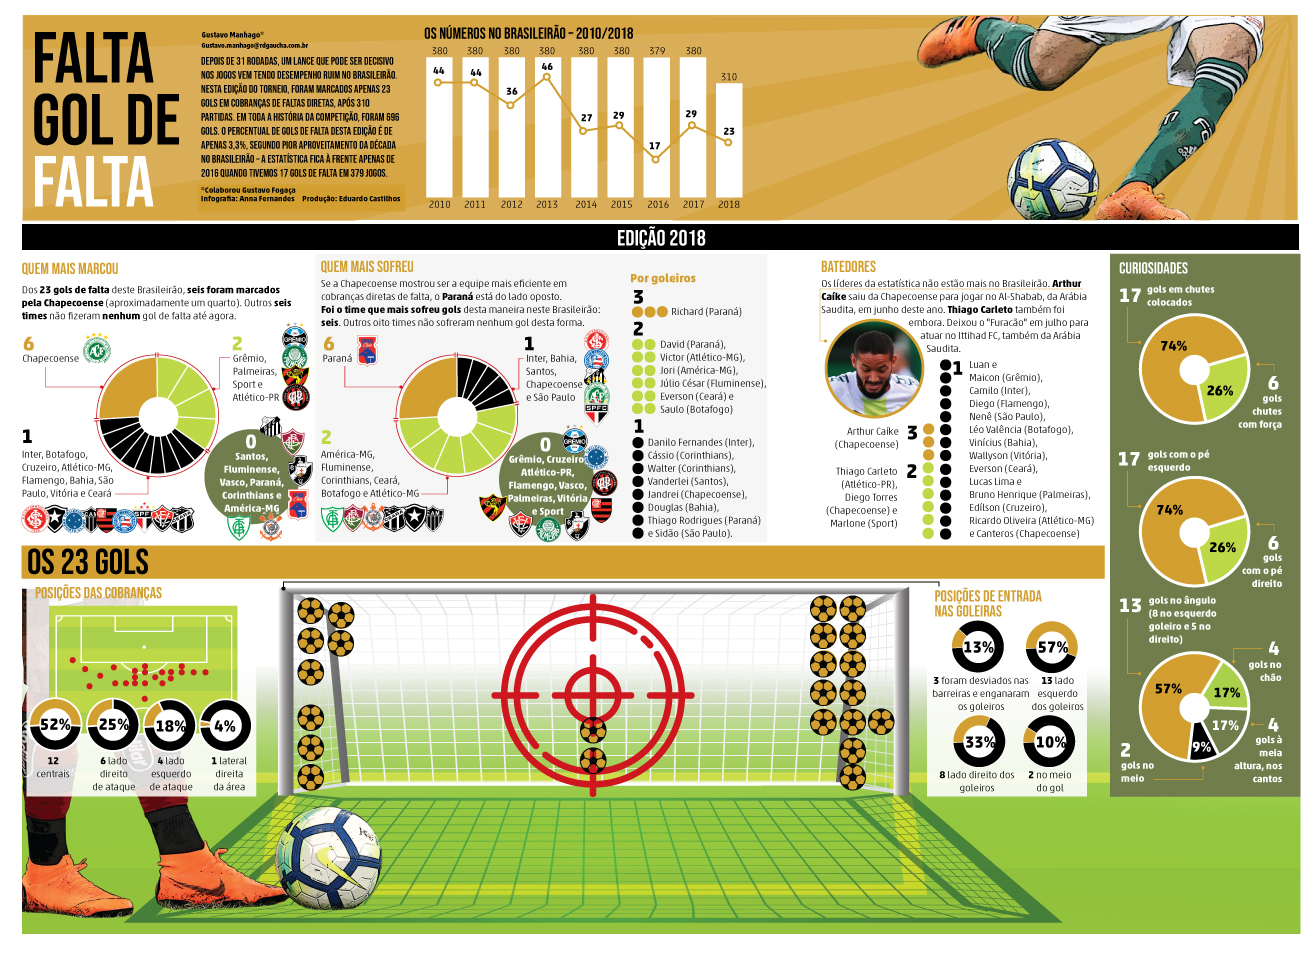 FALTA
GOL DE
FALTA
Gustavo Manhago*
Gustavo.manhago@rdgaucha.com.br
DEPOIS DE 31 RODADAS, UM LANCE QUE PODE SER DECISIVO
NOS JOGOS VEM TENDO DESEMPENHO RUIM NO BRASILEIRÃO.
NESTA EDIÇÃO DO TORNEIO, FORAM MARCADOS APENAS 23
GOLS EM COBRANÇAS DE FALTAS DIRETAS, APÓS 310
PARTIDAS. EM TODA A HISTÓRIA DA COMPETIÇÃO, FORAM 696
GOLS. O PERCENTUAL DE GOLS DE FALTA DESTA EDIÇÃO É DE
APENAS 3,3%, SEGUNDO PIOR APROVEITAMENTO DA DÉCADA
NO BRASILEIRÃO – A ESTATÍSTICA FICA À FRENTE APENAS DE
2016 QUANDO TIVEMOS 17 GOLS DE FALTA EM 379 JOGOS.
*Colaborou Gustavo Fogaça
Infografia: Anna Fernandes Produção: Eduardo Castilhos
OS NÚMEROS NO BRASILEIRÃO – 2010/2018
380 380 380 380 380 380 379 380 310
44 44 36 46 27 29 17 29 23
2010 2011 2012 2013 2014 2015 2016 2017 2018
EDIÇÃO 2018
QUEM MAIS MARCOU
Dos 23 gols de falta deste Brasileirão, seis foram marcados
pela Chapecoense (aproximadamente um quarto). Outros seis
times não fizeram nenhum gol de falta até agora.
6
Chapecoense
2
Grêmio,
Palmeiras,
Sport e
Atlético-PR
1
Inter, Botafogo,
Cruzeiro, Atlético-MG,
Flamengo, Bahia, São
Paulo, Vitória e Ceará
0
Santos,
Fluminense,
Vasco, Paraná,
Corinthians e
América-MG
QUEM MAIS SOFREU
Se a Chapecoense mostrou ser a equipe mais eficiente em
cobranças diretas de falta, o Paraná está do lado oposto.
Foi o time que mais sofreu gols desta maneira neste Brasileirão:
seis. Outros oito times não sofreram nenhum gol desta forma.
6
Paraná
1
Inter, Bahia,
Santos,
Chapecoense
e São Paulo
SPFC
2
América-MG,
Fluminense,
Corinthians, Ceará,
Botafogo e Atlético-MG
0
Grêmio, Cruzeiro
Atlético-PR,
Flamengo, Vasco,
Palmeiras, Vitória
e Sport
Por goleiros
3
Richard (Paraná)
2
David (Paraná),
Victor (Atlético-MG),
Jori (América-MG),
Júlio César (Fluminense),
Everson (Ceará) e
Saulo (Botafogo)
1
Danilo Fernandes (Inter),
Cássio (Corinthians),
Walter (Corinthians),
Vanderlei (Santos),
Jandrei (Chapecoense),
Douglas (Bahia),
Thiago Rodrigues (Paraná)
e Sidão (São Paulo).
BATEDORES
Os líderes da estatística não estão mais no Brasileirão. Arthur
Caíke saiu da Chapecoense para jogar no Al-Shabab, da Arábia
Saudita, em junho deste ano. Thiago Carleto também foi
embora. Deixou o "Furacão" em julho para
atuar no Ittihad FC, também da Arábia
Saudita.
Arthur Caíke
(Chapecoense)
3
Thiago Carleto
(Atlético-PR),
Diego Torres
(Chapecoense) e
Marlone (Sport)
2
1
Luan e
Maicon (Grêmio),
Camilo (Inter),
Diego (Flamengo),
Nenê (São Paulo),
Léo Valência (Botafogo),
Vinícius (Bahia),
Wallyson (Vitória),
Everson (Ceará),
Lucas Lima e
Bruno Henrique (Palmeiras),
Edílson (Cruzeiro),
Ricardo Oliveira (Atlético-MG)
e Canteros (Chapecoense)
CURIOSIDADES
17 gols em chutes
colocados
74%
26%
6
gols
chutes
com força
17 gols com o pé
esquerdo
74%
26%
6
gols
com o pé
direito
13 gols no ângulo
(8 no esquerdo
goleiro e 5 no
direito)
57%
17%
17%
9%
4
gols no
chão
4
gols à
meia
altura, nos
cantos
2
gols no
meio
OS 23 GOLS
POSIÇÕES DAS COBRANÇAS
52% 25% 18% 4%
12
centrais
6 lado
direito
de ataque
4 lado
esquerdo
de ataque
1 lateral
direita
da área
POSIÇÕES DE ENTRADA
NAS GOLEIRAS
13%
3 foram desviados nas
barreiras e enganaram
os goleiros
57%
13 lado
esquerdo
dos goleiros
33%
8 lado direito dos
goleiros
10%
2 no meio
do gol